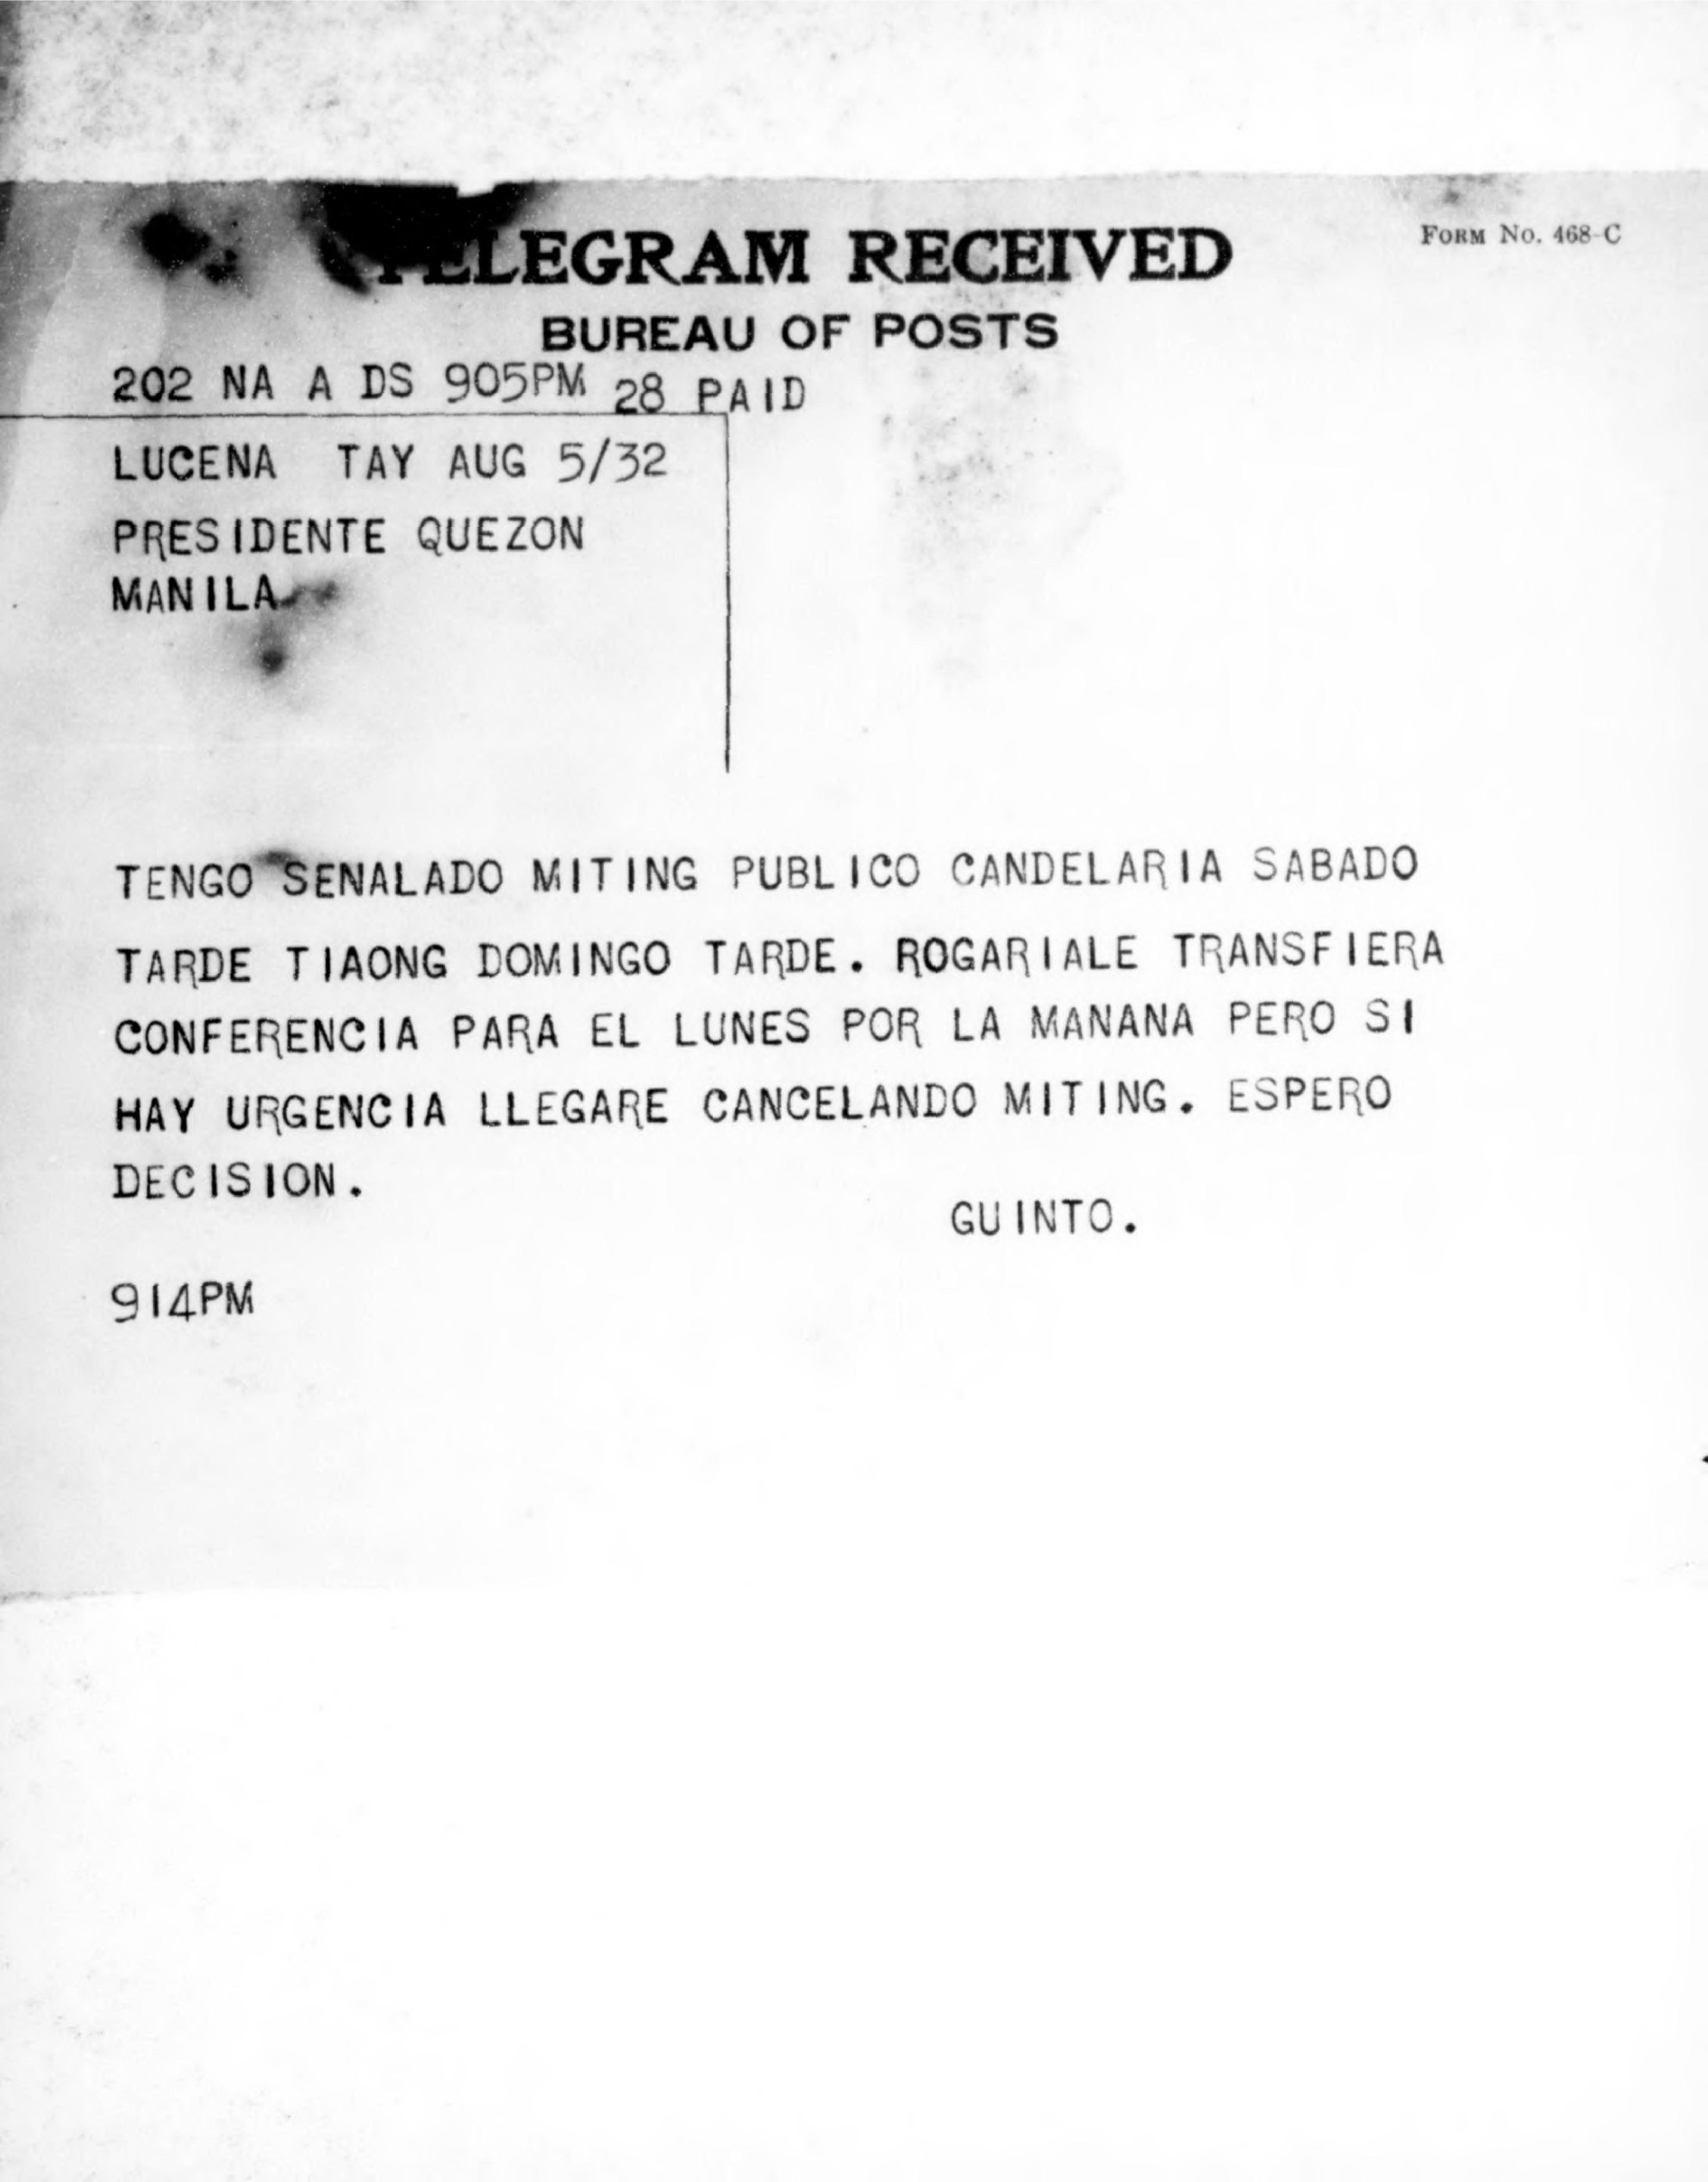 TELEGRAM RECEIVED
FORM NO. 468-C
BUREAU OF POSTS
202 NA A DS 905PM 28 PAID
LUCENA TAY AUG 5/32
PRESIDENTE QUEZON
MANILA
TENGO SENALADO MITING PUBLICO CANDELARIA SABADO
TARDE TIAONG DOMINGO TARDE. ROGARIALE TRANSFIERA
CONFERENCIA PARA EL LUNES POR LA MANANA PERO SI
HAY URGENCIA LLEGARE CANCELANDO MITING. ESPERO
DECISION.
GUINTO.
914PM